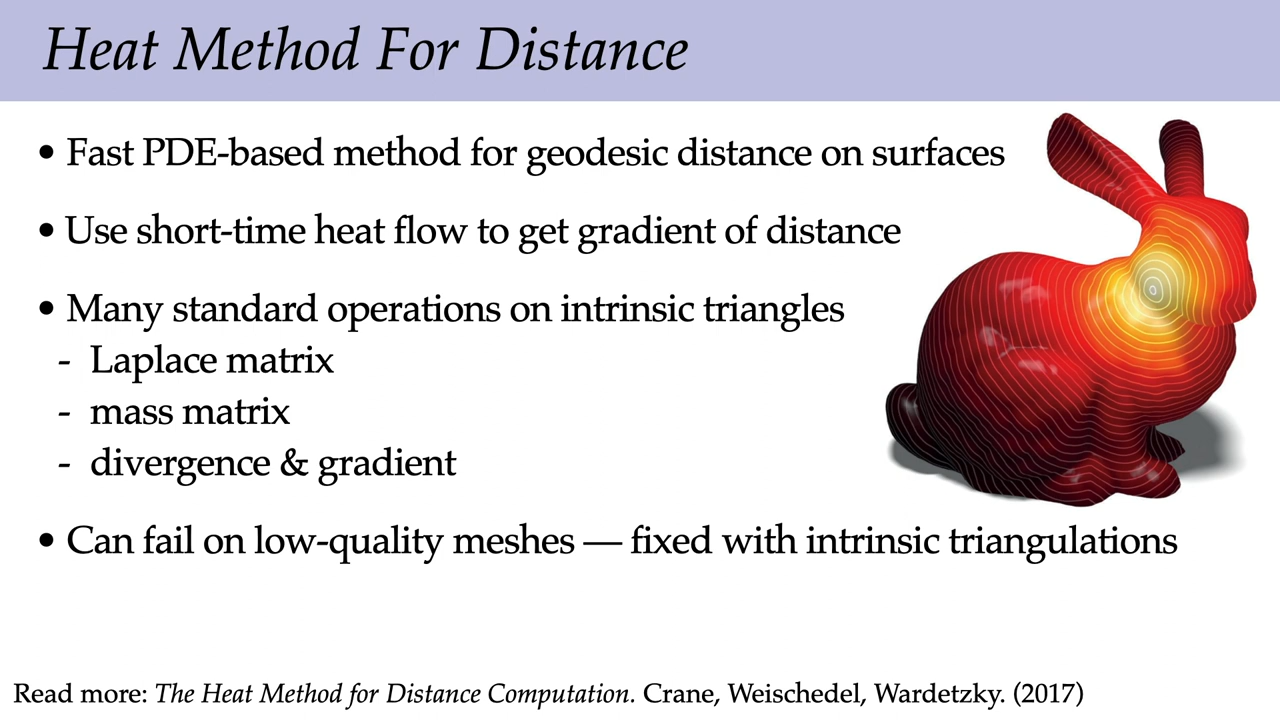 Heat Method For Distance
• Fast PDE-based method for geodesic distance on surfaces
• Use short-time heat flow to get gradient of distance
• Many standard operations on intrinsic triangles
- Laplace matrix
- mass matrix
- divergence & gradient
• Can fail on low-quality meshes — fixed with intrinsic triangulations
Read more: The Heat Method for Distance Computation. Crane, Weischedel, Wardetzky. (2017)